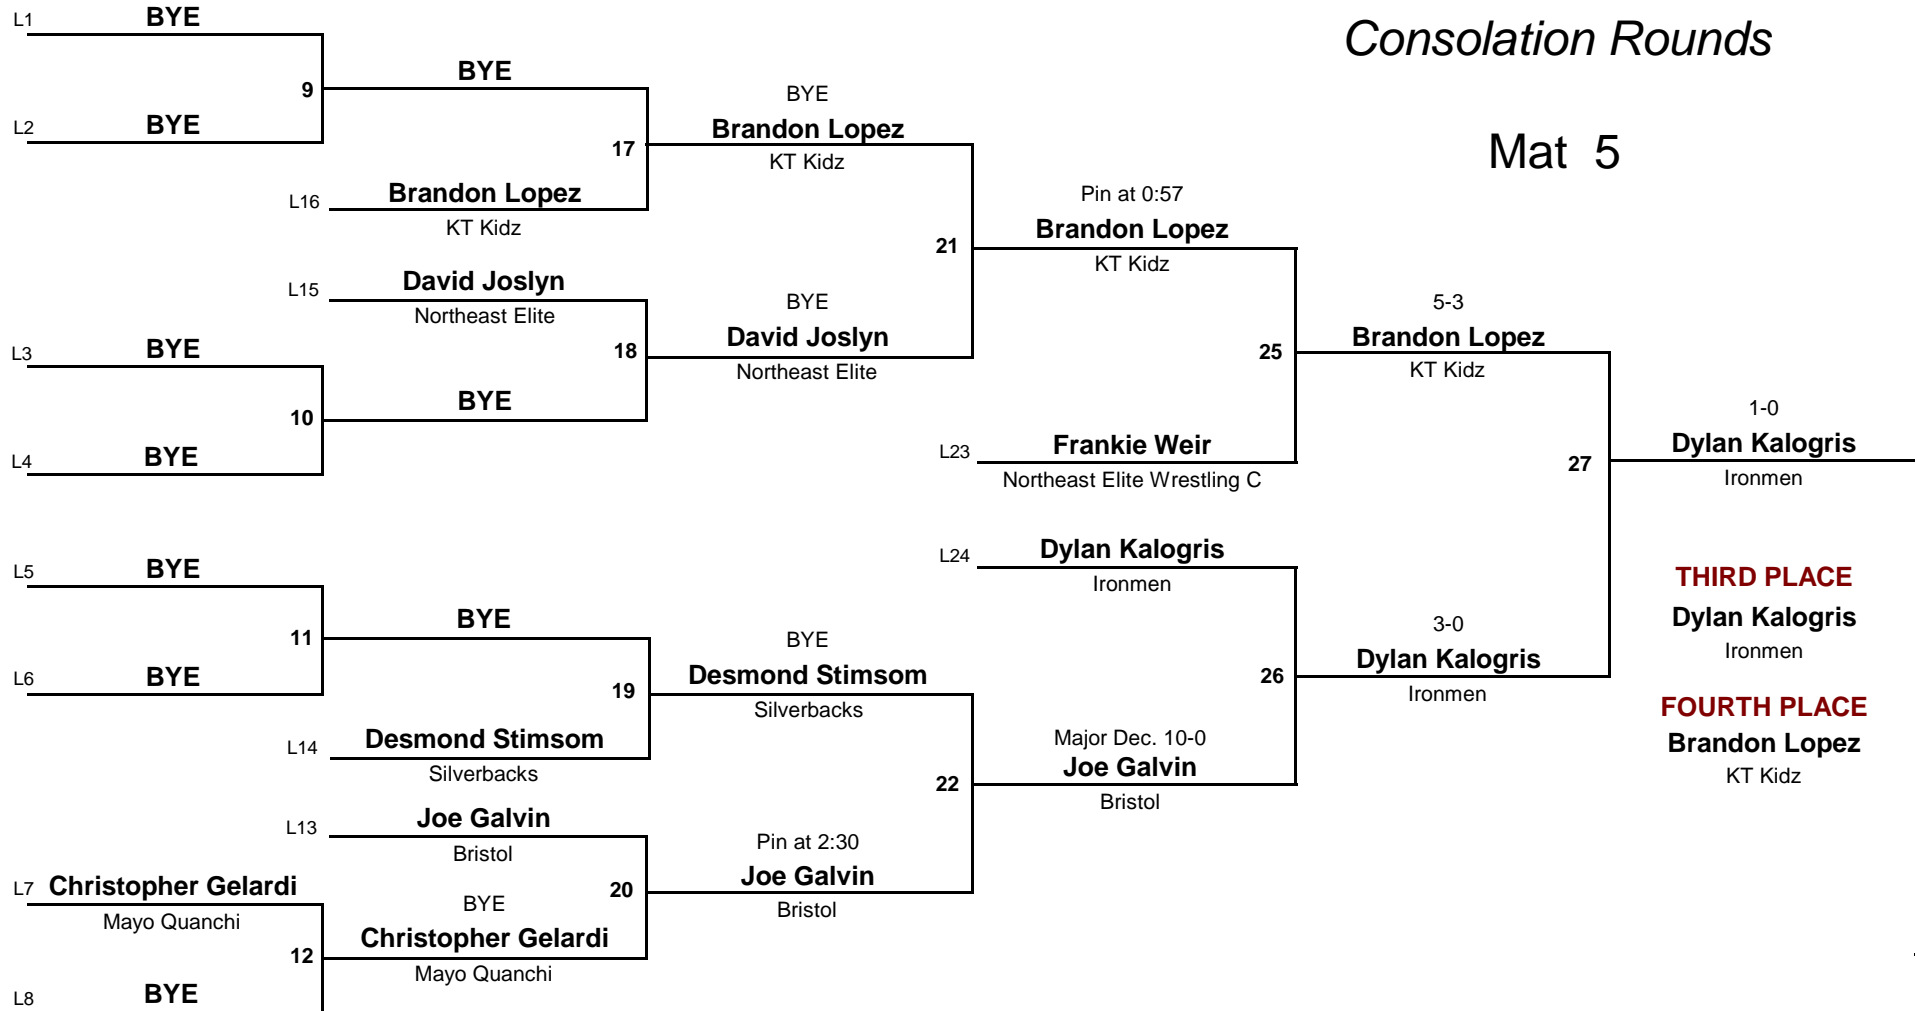 Consolation Rounds
Mat 5
L1 BYE
9
L2 BYE
BYE
17
L16 Brandon Lopez
KT Kidz
BYE
Brandon Lopez
KT Kidz
L15 David Joslyn
Northeast Elite
18
L3 BYE
10
L4 BYE
BYE
BYE
David Joslyn
Northeast Elite
21
Pin at 0:57
Brandon Lopez
KT Kidz
25
L23 Frankie Weir
Northeast Elite Wrestling C
5-3
Brandon Lopez
KT Kidz
27
1-0
Dylan Kalogris
Ironmen
L5 BYE
11
L6 BYE
BYE
19
L14 Desmond Stimsom
Silverbacks
BYE
Desmond Stimsom
Silverbacks
22
L13 Joe Galvin
Bristol
20
L7 Christopher Gelardi
Mayo Quanchi
12
L8 BYE
BYE
Christopher Gelardi
Mayo Quanchi
Pin at 2:30
Joe Galvin
Bristol
L24 Dylan Kalogris
Ironmen
26
Major Dec. 10-0
Joe Galvin
Bristol
3-0
Dylan Kalogris
Ironmen
THIRD PLACE
Dylan Kalogris
Ironmen
FOURTH PLACE
Brandon Lopez
KT Kidz